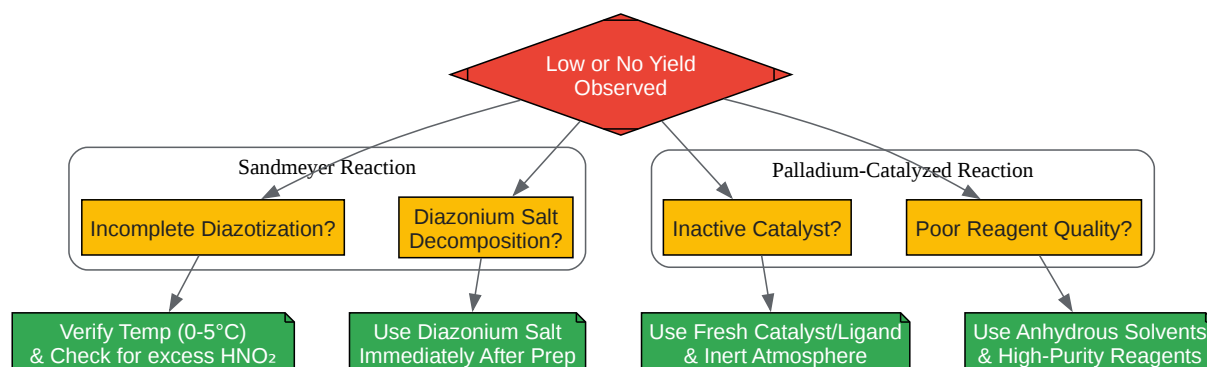 Low or No Yield
Observed
Sandmeyer Reaction
Palladium-Catalyzed Reaction
Incomplete Diazotization?
Diazonium Salt
Decomposition?
Inactive Catalyst?
Poor Reagent Quality?
Verify Temp (0-5°C)
& Check for excess HNO₂
Use Diazonium Salt
Immediately After Prep
Use Fresh Catalyst/Ligand
& Inert Atmosphere
Use Anhydrous Solvents
& High-Purity Reagents